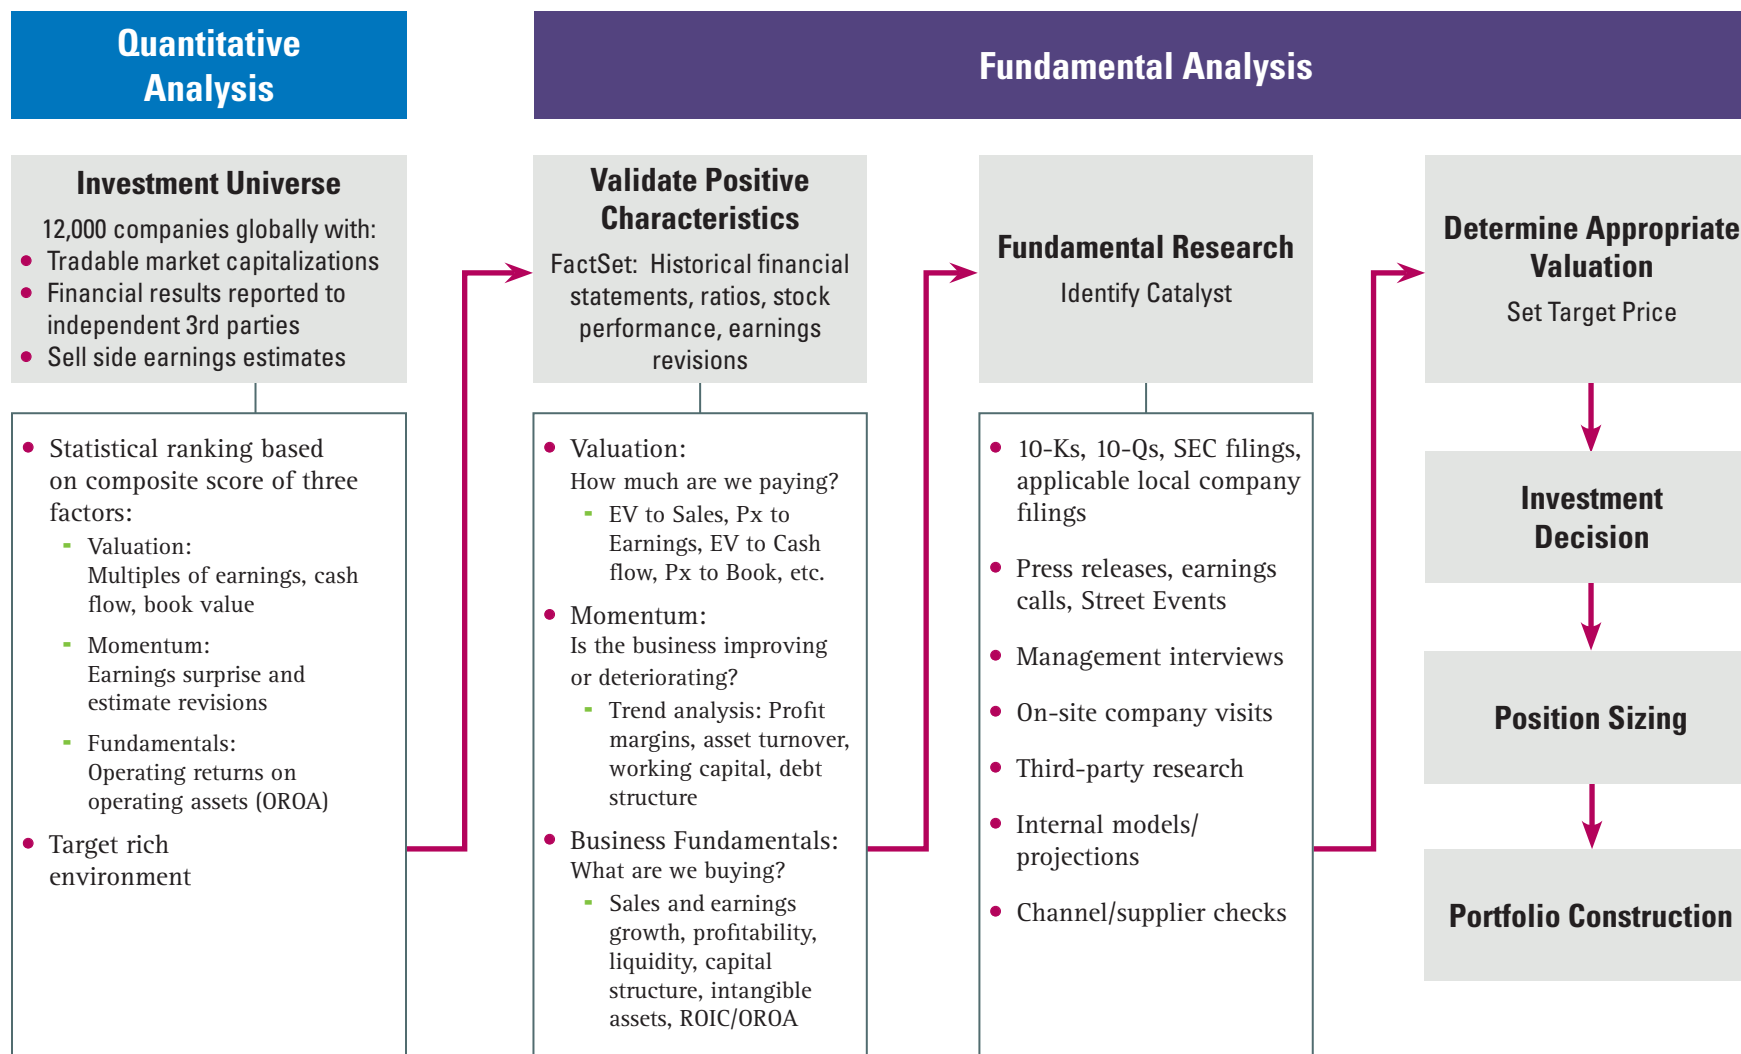 Quantitative
Analysis
Fundamental Analysis
Investment Universe
12,000 companies globally with:
• Tradable market capitalizations
• Financial results reported to
independent 3rd parties
• Sell side earnings estimates
• Statistical ranking based
on composite score of three
factors:
- Valuation:
Multiples of earnings, cash
flow, book value
- Momentum:
Earnings surprise and
estimate revisions
- Fundamentals:
Operating returns on
operating assets (OROA)
• Target rich
environment
Validate Positive
Characteristics
FactSet: Historical financial
statements, ratios, stock
performance, earnings
revisions
• Valuation:
How much are we paying?
- EV to Sales, Px to
Earnings, EV to Cash
flow, Px to Book, etc.
• Momentum:
Is the business improving
or deteriorating?
- Trend analysis: Profit
margins, asset turnover,
working capital, debt
structure
• Business Fundamentals:
What are we buying?
- Sales and earnings
growth, profitability,
liquidity, capital
structure, intangible
assets, ROIC/OROA
Fundamental Research
Identify Catalyst
• 10-Ks, 10-Qs, SEC filings,
applicable local company
filings
• Press releases, earnings
calls, Street Events
• Management interviews
• On-site company visits
• Third-party research
• Internal models/
projections
• Channel/supplier checks
Determine Appropriate
Valuation
Set Target Price
Investment
Decision
Position Sizing
Portfolio Construction